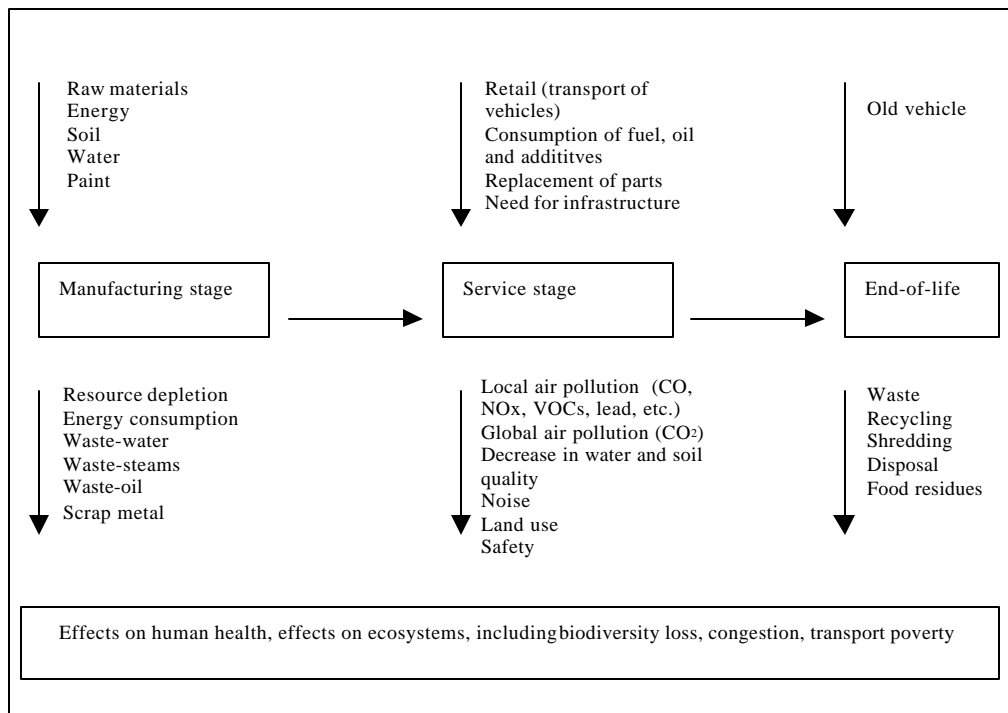 Raw materials
Energy
Soil
Water
Paint
Retail (transport of
vehicles)
Consumption of fuel, oil
and addititves
Replacement of parts
Need for infrastructure
Old vehicle
Manufacturing stage
Service stage
End-of-life
Resource depletion
Energy consumption
Waste-water
Waste-steams
Waste-oil
Scrap metal
Local air pollution (CO,
NOx, VOCs, lead, etc.)
Global air pollution (CO2)
Decrease in water and soil
quality
Noise
Land use
Safety
Waste
Recycling
Shredding
Disposal
Food residues
Effects on human health, effects on ecosystems, includingbiodiversity loss, congestion, transport poverty